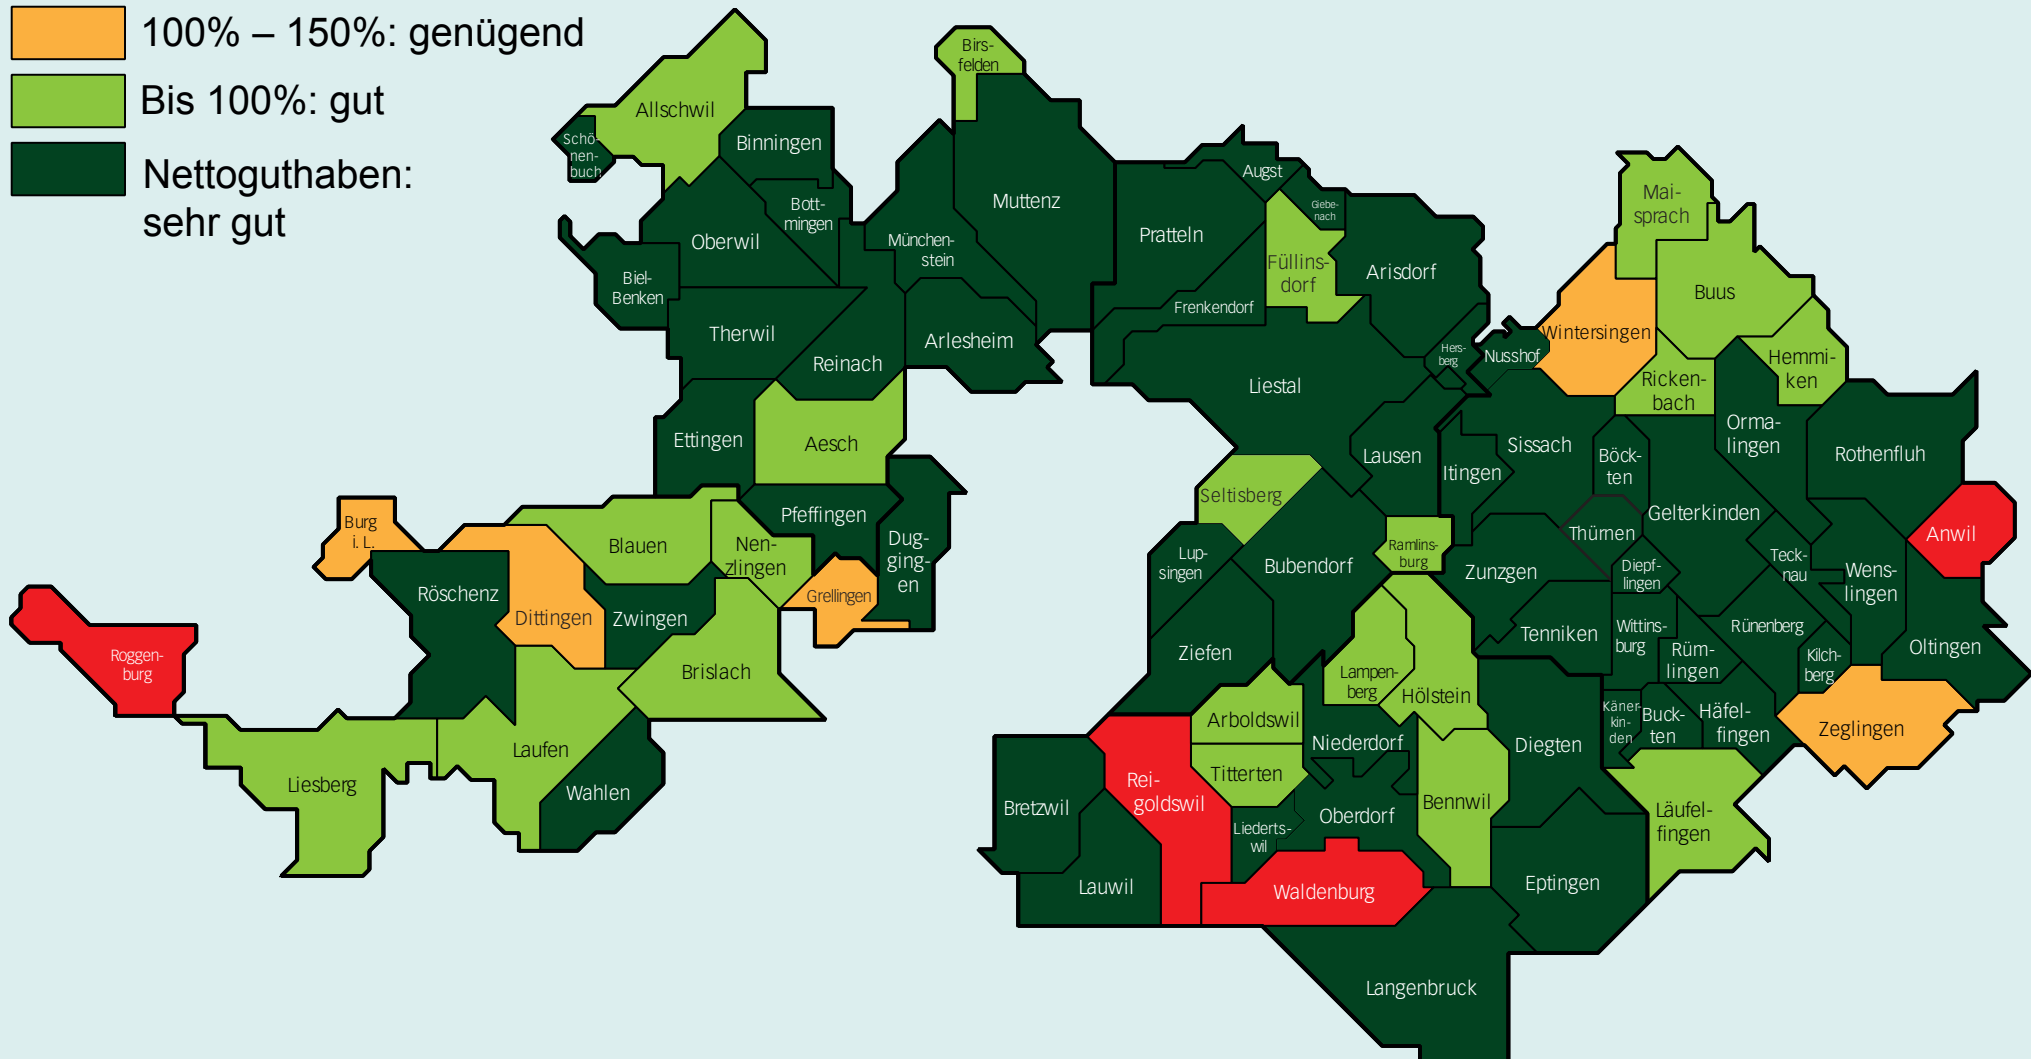 100% – 150%: genügend
Bis 100%: gut
Nettoguthaben:
sehr gut
Birs-
felden
Allschwil
Schö-
nen-
buch
Binningen
Muttenz
Augst
Giebe-
nach
Mai-
sprach
Bott-
mingen
Oberwil
München-
stein
Pratteln
Füllins-
dorf
Arisdorf
Biel-
Benken
Buus
Frenkendorf
Therwil
Reinach
Arlesheim
Wintersingen
Hers-
berg
Nusshof
Hemmi-
ken
Liestal
Ricken-
bach
Orma-
lingen
Ettingen
Aesch
Lausen
Itingen
Sissach
Böck-
ten
Rothenfluh
Seltisberg
Burg
i. L.
Pfeffingen
Gelterkinden
Anwil
Thürnen
Blauen
Nen-
zlingen
Dug-
ging-
en
Lup-
singen
Bubendorf
Ramlins-
burg
Zunzgen
Diepf-
lingen
Teck-
nau
Wens-
lingen
Röschenz
Dittingen
Zwingen
Grellingen
Tenniken
Wittins-
burg
Rünenberg
Oltingen
Roggen-
burg
Brislach
Ziefen
Lampen-
berg
Hölstein
Rüm-
lingen
Kilch-
berg
Arboldswil
Käner-
kin-
den
Buck-
ten
Häfel-
fingen
Zeglingen
Laufen
Niederdorf
Diegten
Liesberg
Wahlen
Rei-
goldswil
Titterten
Bretzwil
Oberdorf
Bennwil
Läufel-
fingen
Liederts-
wil
Lauwil
Waldenburg
Eptingen
Langenbruck